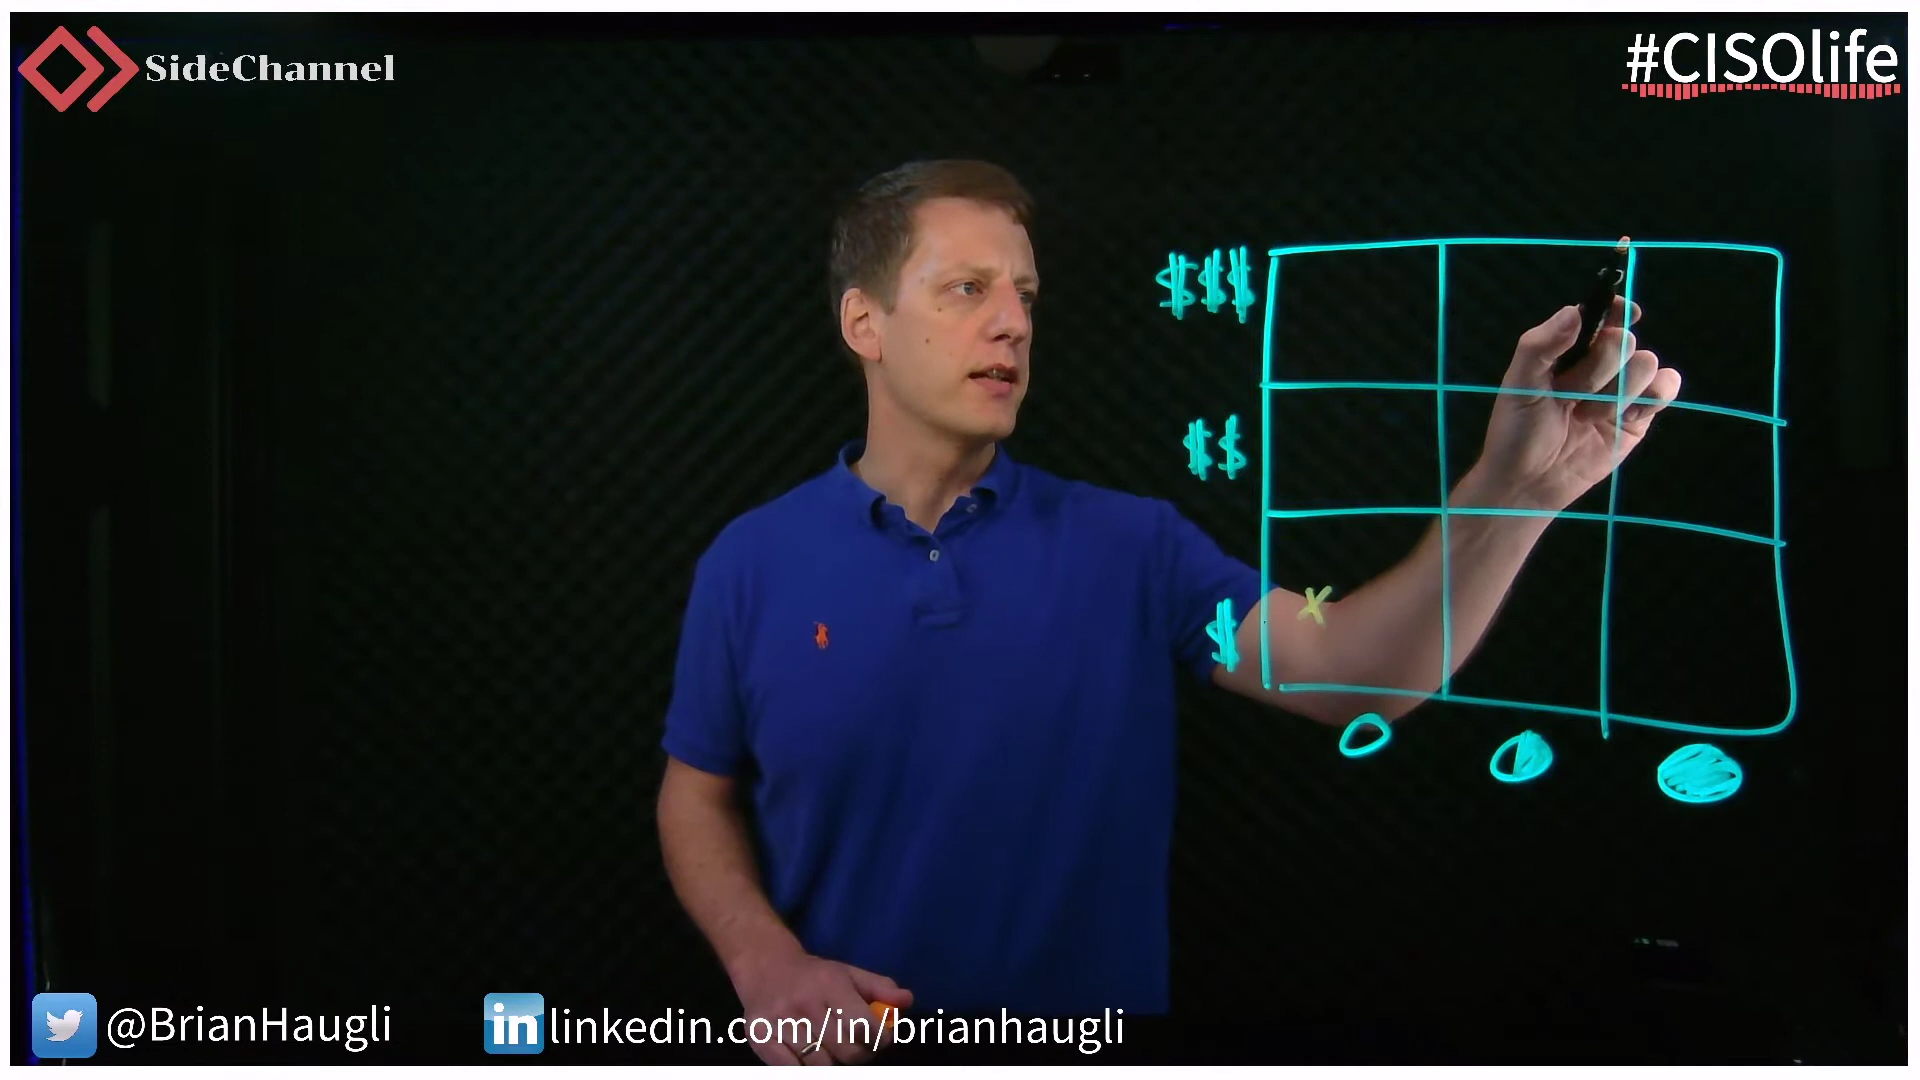 SideChannel
#CISOlife
$$$
$$
X
$
@BrianHaugli
linkedin.com/in/brianhaugli